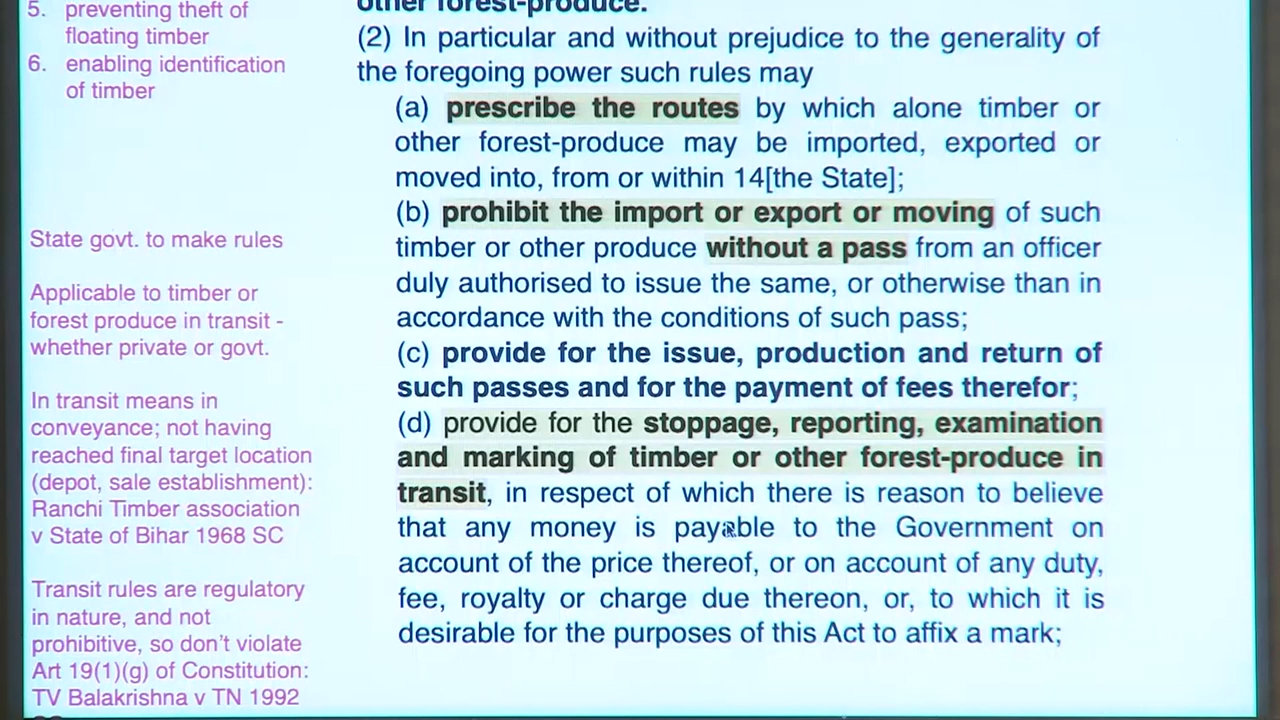 5. preventing theft of
floating timber
6. enabling identification
of timber
State govt. to make rules
Applicable to timber or
forest produce in transit -
whether private or govt.
In transit means in
conveyance; not having
reached final target location
(depot, sale establishment):
Ranchi Timber association
v State of Bihar 1968 SC
Transit rules are regulatory
in nature, and not
prohibitive, so don't violate
Art 19(1)(g) of Constitution:
TV Balakrishna v TN 1992
other forest-produce.
(2) In particular and without prejudice to the generality of
the foregoing power such rules may
(a) prescribe the routes by which alone timber or
other forest-produce may be imported, exported or
moved into, from or within 14[the State];
(b) prohibit the import or export or moving of such
timber or other produce without a pass from an officer
duly authorised to issue the same, or otherwise than in
accordance with the conditions of such pass;
(c) provide for the issue, production and return of
such passes and for the payment of fees therefor;
(d) provide for the stoppage, reporting, examination
and marking of timber or other forest-produce in
transit, in respect of which there is reason to believe
that any money is payable to the Government on
account of the price thereof, or on account of any duty,
fee, royalty or charge due thereon, or, to which it is
desirable for the purposes of this Act to affix a mark;